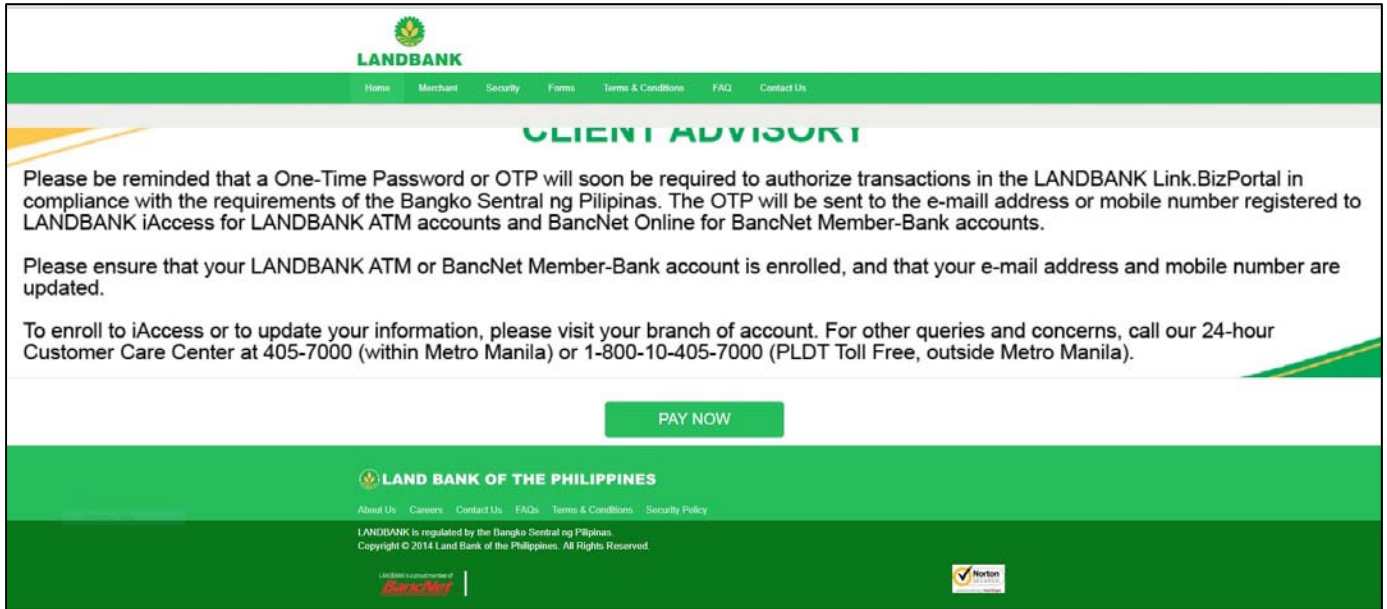 LANDBANK
Home Merchant Security Forms Terms & Conditions FAQ Contact Us
CLIENT ADVISORY
Please be reminded that a One-Time Password or OTP will soon be required to authorize transactions in the LANDBANK Link.BizPortal in
compliance with the requirements of the Bangko Sentral ng Pilipinas. The OTP will be sent to the e-maill address or mobile number registered to
LANDBANK iAccess for LANDBANK ATM accounts and BancNet Online for BancNet Member-Bank accounts.
Please ensure that your LANDBANK ATM or BancNet Member-Bank account is enrolled, and that your e-mail address and mobile number are
updated.
To enroll to iAccess or to update your information, please visit your branch of account. For other queries and concerns, call our 24-hour
Customer Care Center at 405-7000 (within Metro Manila) or 1-800-10-405-7000 (PLDT Toll Free, outside Metro Manila).
PAY NOW
LAND BANK OF THE PHILIPPINES
About Us Careers Contact Us FAQs Terms & Conditions Security Policy
LANDBANK is regulated by the Bangko Sentral ng Pilipinas.
Copyright © 2014 Land Bank of the Philippines. All Rights Reserved.
LANDBANK is a proud member of
BancNet
Norton
SECURED
powered by VeriSign